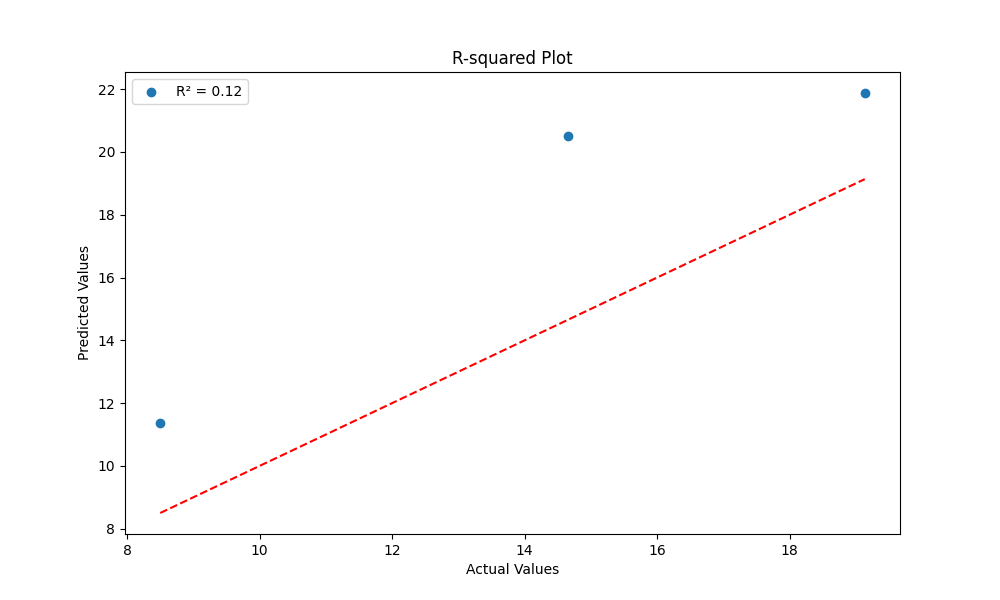 R-squared Plot
R² = 0.12
22
20
18
16
14
12
10
8
Predicted Values
8 10 12 14 16 18
Actual Values